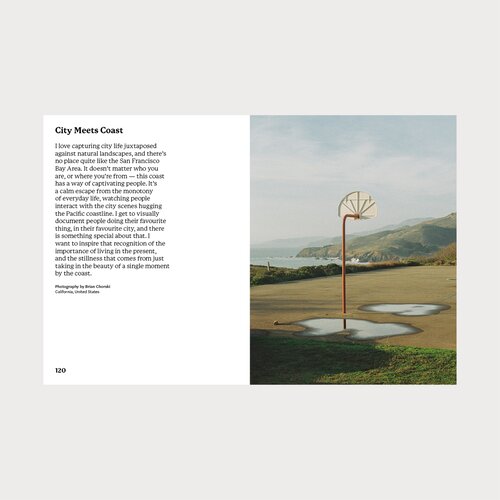 City Meets Coast
I love capturing city life juxtaposed
against natural landscapes, and there's
no place quite like the San Francisco
Bay Area. It doesn't matter who you
are, or where you're from — this coast
has a way of captivating people. It's
a calm escape from the monotony
of everyday life, watching people
interact with the city scenes hugging
the Pacific coastline. I get to visually
document people doing their favourite
thing, in their favourite city, and there
is something special about that. I
want to inspire that recognition of the
importance of living in the present,
and the stillness that comes from just
taking in the beauty of a single moment
by the coast.
Photography by Brian Chorski
California, United States
120